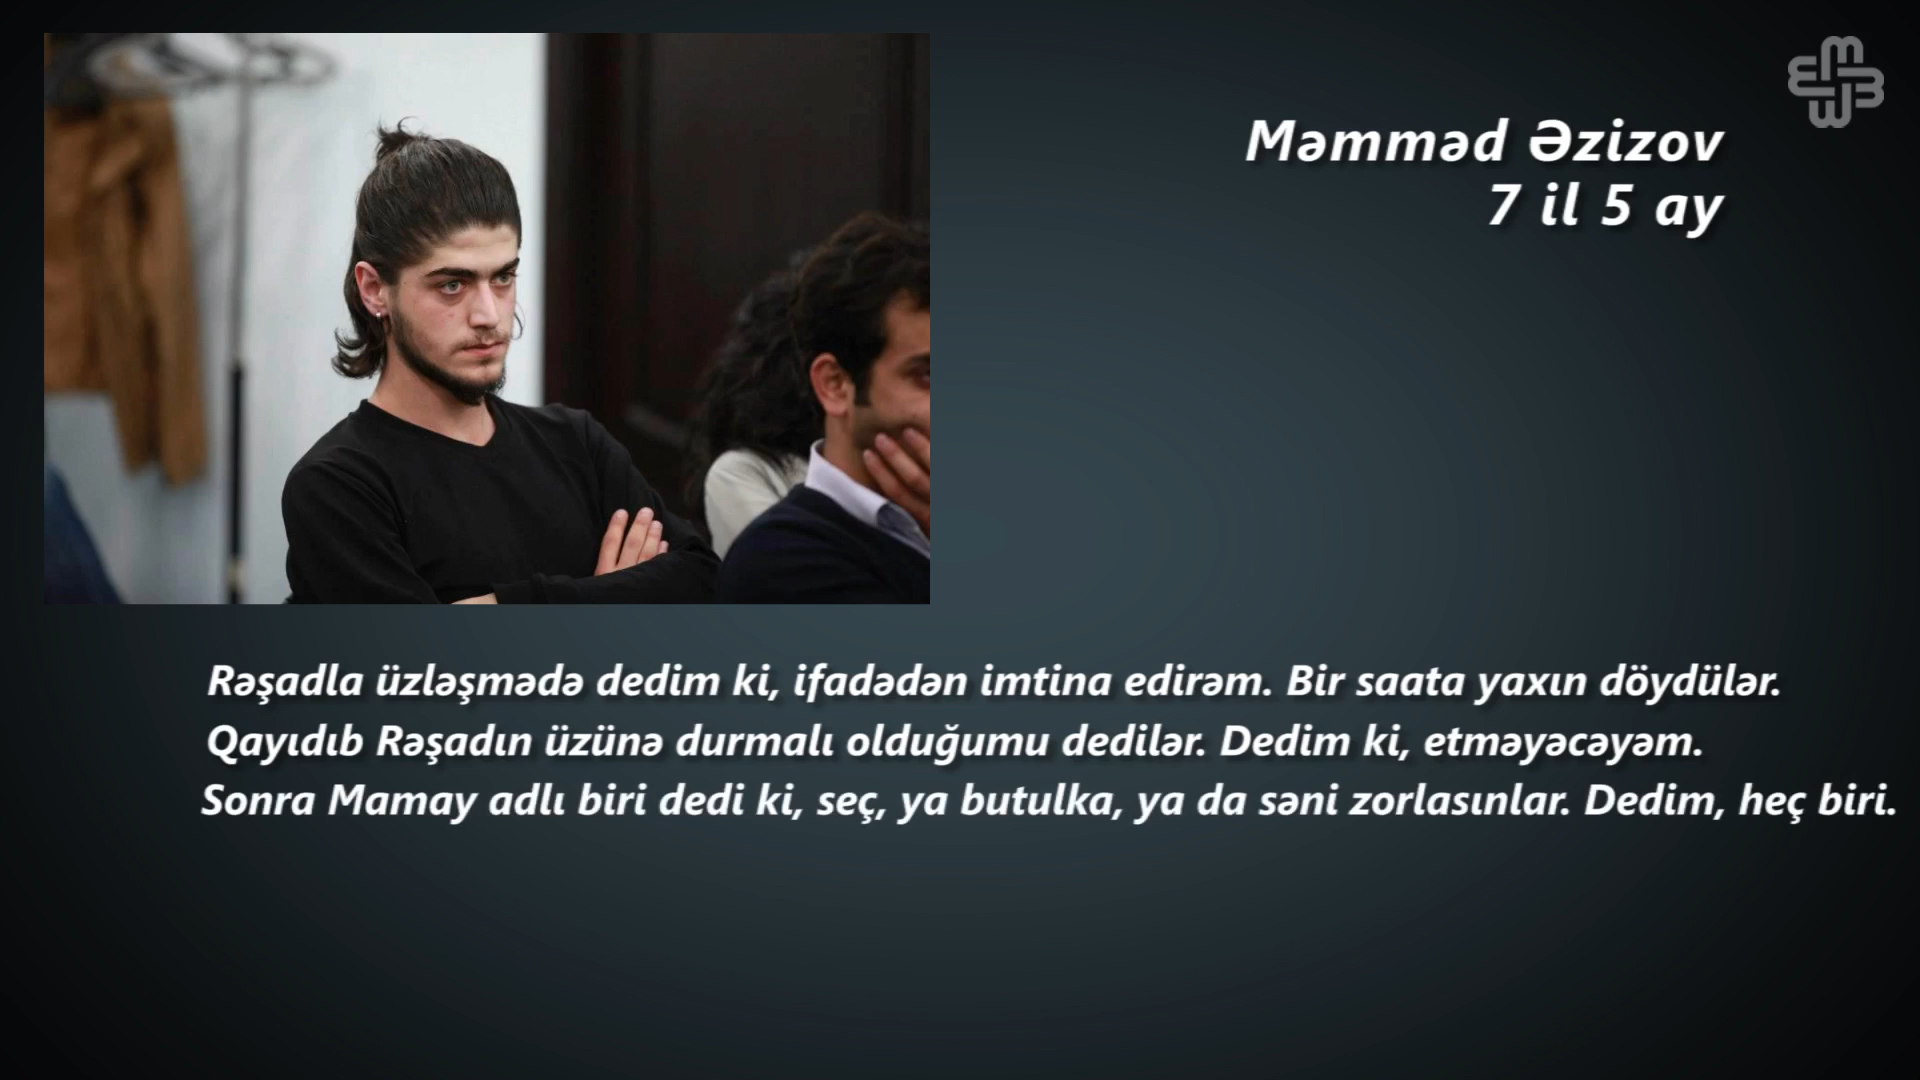 Məmməd Əzizov
7 il 5 ay
Rəşadla üzləşmədə dedim ki, ifadədən imtina edirəm. Bir saata yaxın döydülər.
Qayıdıb Rəşadın üzünə durmalı olduğumu dedilər. Dedim ki, etməyəcəyəm.
Sonra Mamay adlı biri dedi ki, seç, ya butulka, ya da səni zorlasınlar. Dedim, heç biri.